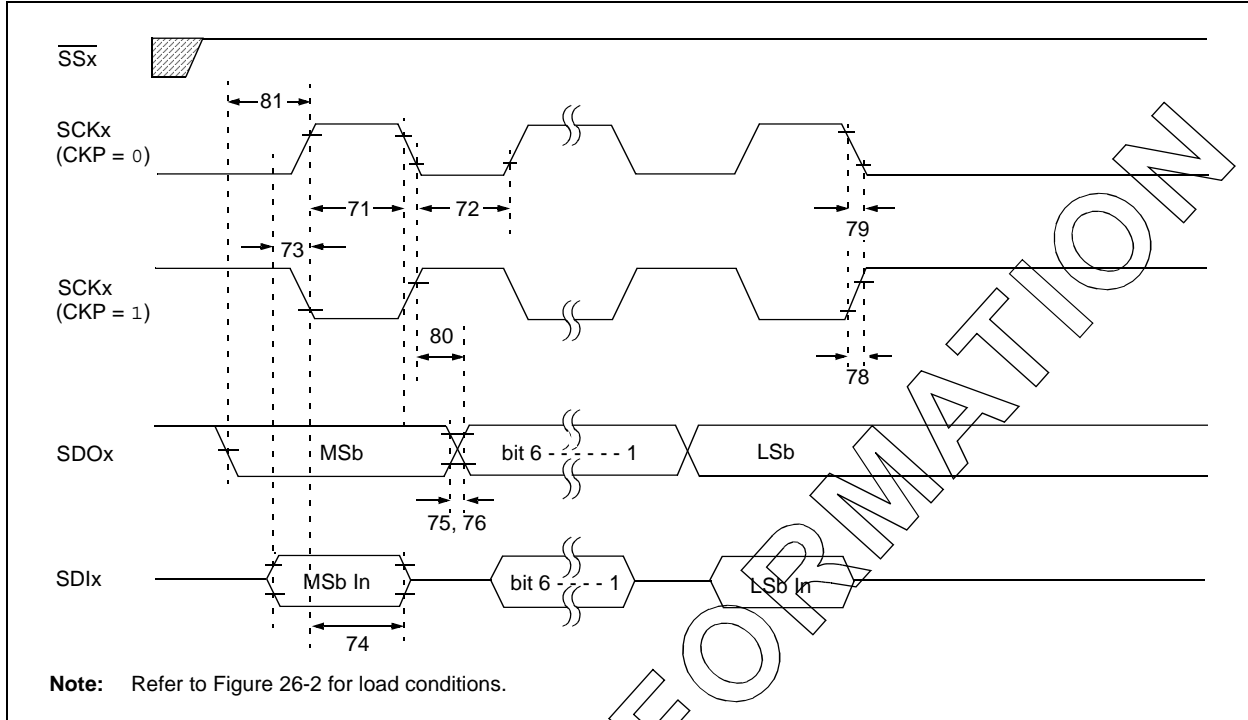 SSx
81
SCKx
(CKP = 0)
71
72
79
73
SCKx
(CKP = 1)
80
78
SDOx
MSb
bit 6 - - - - - - 1
LSb
75, 76
SDIx
MSb In
bit 6 - - - - 1
LSb In
74
Note: Refer to Figure 26-2 for load conditions.
FORMATION